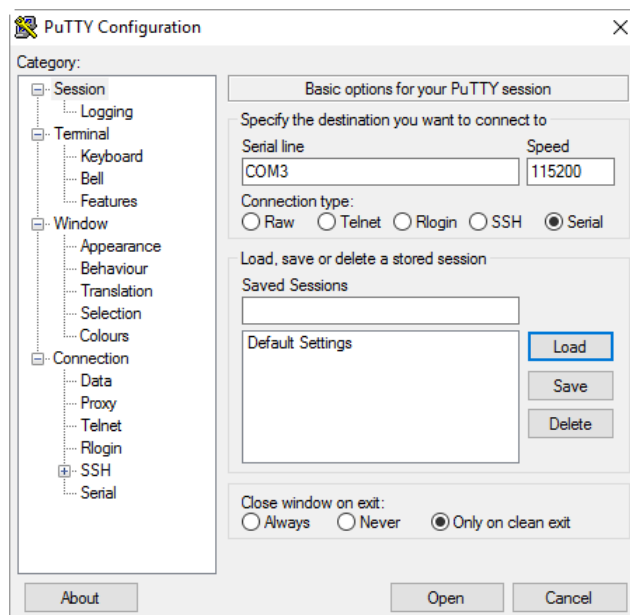 PuTTY Configuration
Category:
Session
Logging
Terminal
Keyboard
Bell
Features
Window
Appearance
Behaviour
Translation
Selection
Colours
Connection
Data
Proxy
Telnet
Rlogin
SSH
Serial
Basic options for your PuTTY session
Specify the destination you want to connect to
Serial line Speed
COM3 115200
Connection type:
Raw Telnet Rlogin SSH Serial
Load, save or delete a stored session
Saved Sessions
Default Settings
Load
Save
Delete
Close window on exit:
Always Never Only on clean exit
About Open Cancel